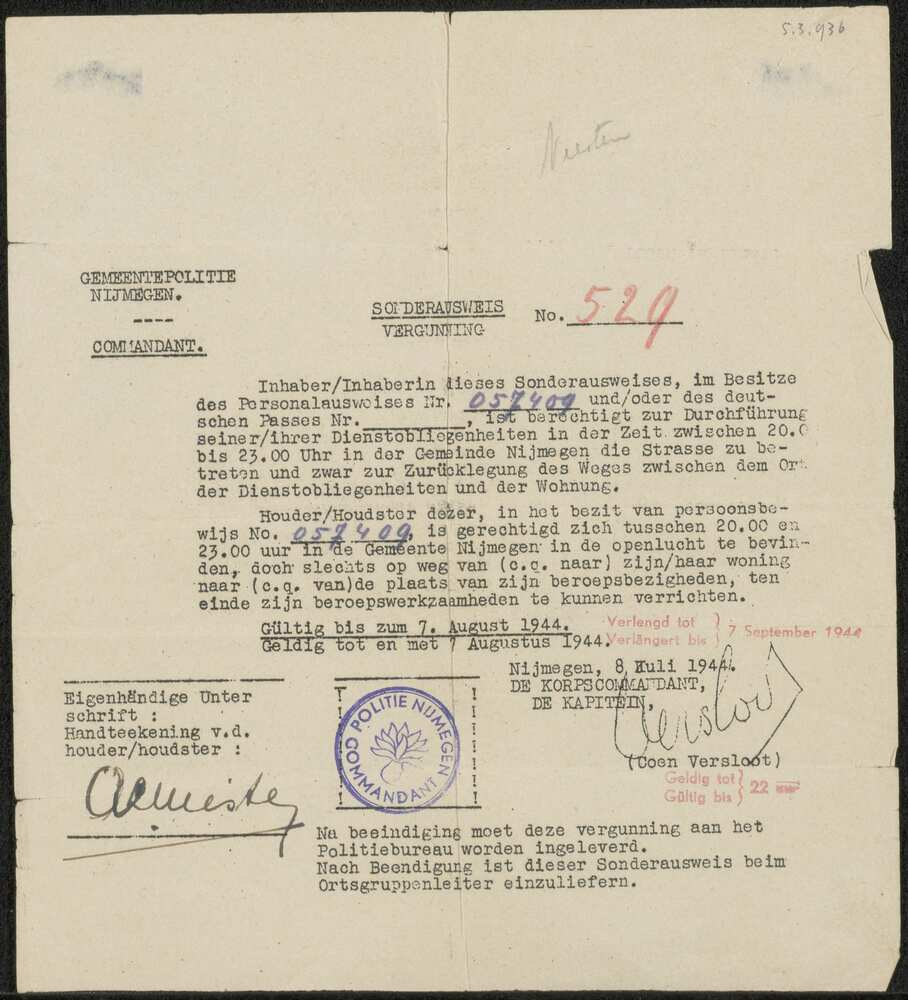 5.3.936
GEMEENTEPOLITIE
NIJMEGEN.
----
COMMANDANT.
SONDERAUSWEIS
VERGUNNING
No. 529
Inhaber/Inhaberin dieses Sonderausweises, im Besitze
des Personalausweises Nr. 057409 und/oder des deut-
schen Passes Nr. ________, ist berechtigt zur Durchführung
seiner/ihrer Dienstobliegenheiten in der Zeit zwischen 20.0
bis 23.00 Uhr in der Gemeinde Nijmegen die Strasse zu be-
treten und zwar zur Zurücklegung des Weges zwischen dem Ort
der Dienstobliegenheiten und der Wohnung.
Houder/Houdster dezer, in het bezit van persoonsbe-
wijs No. 057409, is gerechtigd zich tusschen 20.00 en
23.00 uur in de Gemeente Nijmegen in de openlucht te bevin-
den, doch slechts op weg van (c.q. naar) zijn/haar woning
naar (c.q. van)de plaats van zijn beroepsbezigheden, ten
einde zijn beroepswerkzaamheden te kunnen verrichten.
Gültig bis zum 7. August 1944.
Geldig tot en met 7 Augustus 1944.
Verlengd tot
Verlängert bis
7 September 1944
Nijmegen, 8 Juli 1944.
DE KORPSCOMMANDANT,
DE KAPITEIN,
Versloot
(Coen Versloot)
Geldig tot
Gültig bis
22
Eigenhändige Unter
schrift :
Handteekening v.d.
houder/houdster :
POLITIE NIJMEGEN
COMMANDANT
Na beeindiging moet deze vergunning aan het
Politiebureau worden ingeleverd.
Nach Beendigung ist dieser Sonderausweis beim
Ortsgruppenleiter einzuliefern.